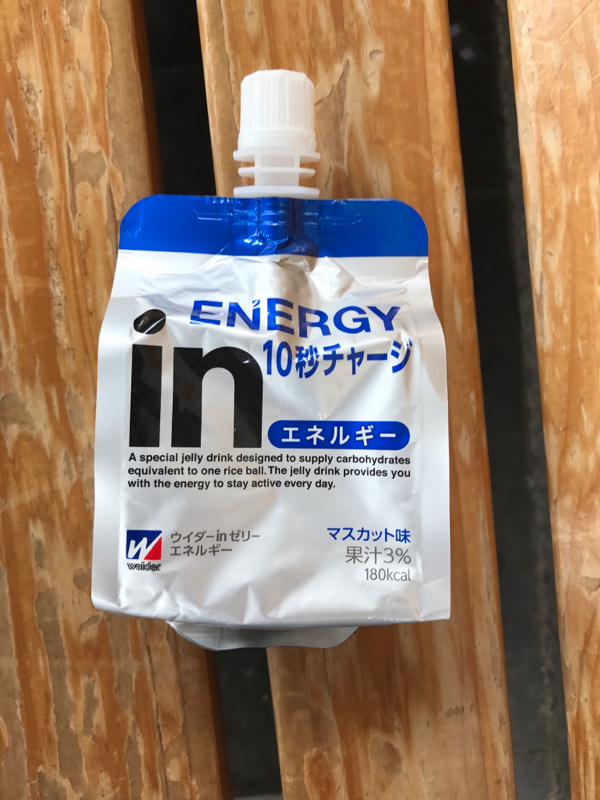 ENERGY
in 10秒チャージ
エネルギー
A special jelly drink designed to supply carbohydrates
equivalent to one rice ball. The jelly drink provides you
with the energy to stay active every day.
W
weider
ウイダーinゼリー
エネルギー
マスカット味
果汁3%
180kcal